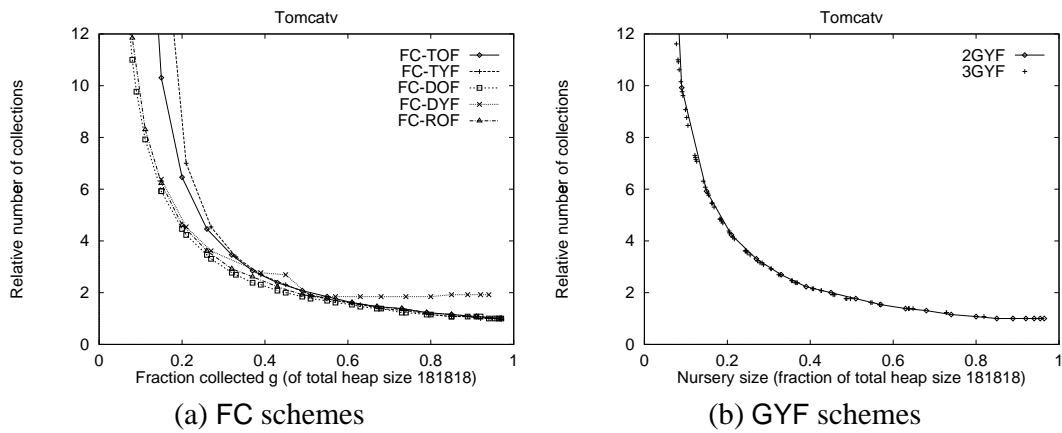 Tomcatv
Relative number of collections
12
10
8
6
4
2
0
FC-TOF
FC-TYF
FC-DOF
FC-DYF
FC-ROF
0 0.2 0.4 0.6 0.8 1
Fraction collected g (of total heap size 181818)
(a) FC schemes
Tomcatv
Relative number of collections
12
10
8
6
4
2
0
2GYF
3GYF
0 0.2 0.4 0.6 0.8 1
Nursery size (fraction of total heap size 181818)
(b) GYF schemes